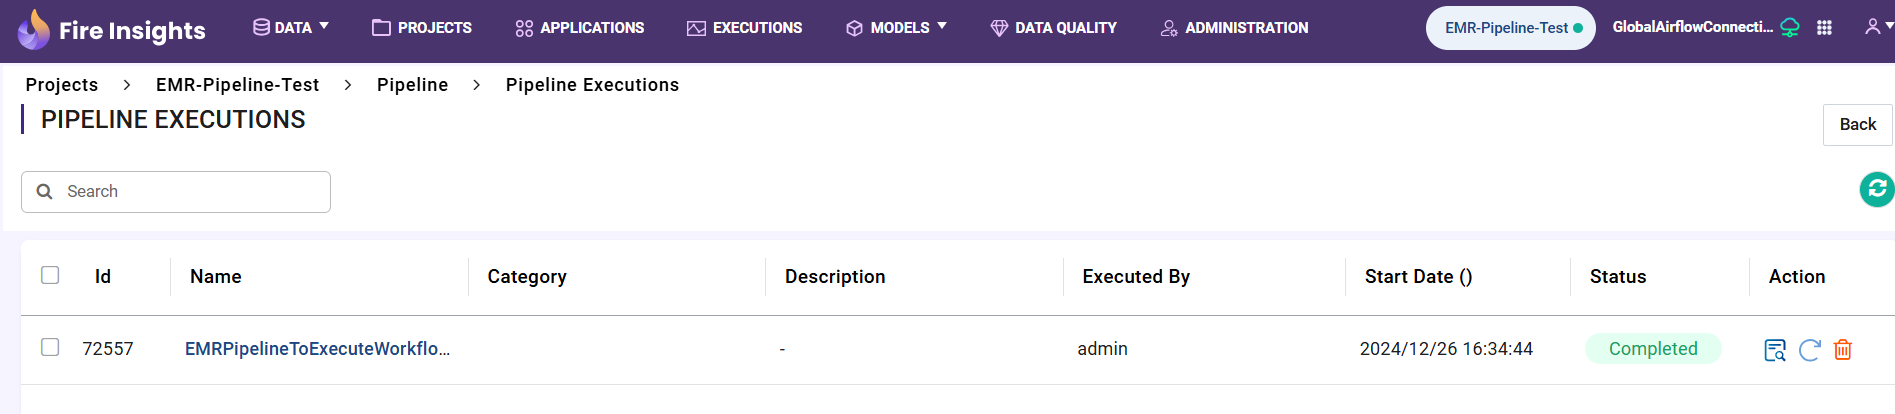 Fire Insights DATA PROJECTS APPLICATIONS EXECUTIONS MODELS DATA QUALITY ADMINISTRATION EMR-Pipeline-Test GlobalAirflowConnecti...
Projects > EMR-Pipeline-Test > Pipeline > Pipeline Executions
PIPELINE EXECUTIONS
Back
Search
Id Name Category Description Executed By Start Date () Status Action
72557 EMRPipelineToExecuteWorkflo... - admin 2024/12/26 16:34:44 Completed